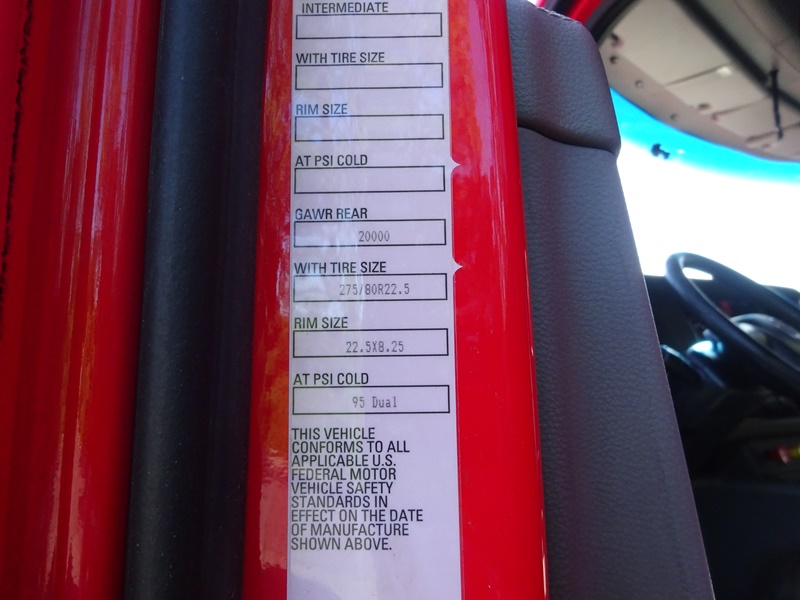 INTERMEDIATE
WITH TIRE SIZE
RIM SIZE
AT PSI COLD
GAWR REAR
20000
WITH TIRE SIZE
275/80R22.5
RIM SIZE
22.5X8.25
AT PSI COLD
95 Dual
THIS VEHICLE
CONFORMS TO ALL
APPLICABLE U.S.
FEDERAL MOTOR
VEHICLE SAFETY
STANDARDS IN
EFFECT ON THE DATE
OF MANUFACTURE
SHOWN ABOVE.